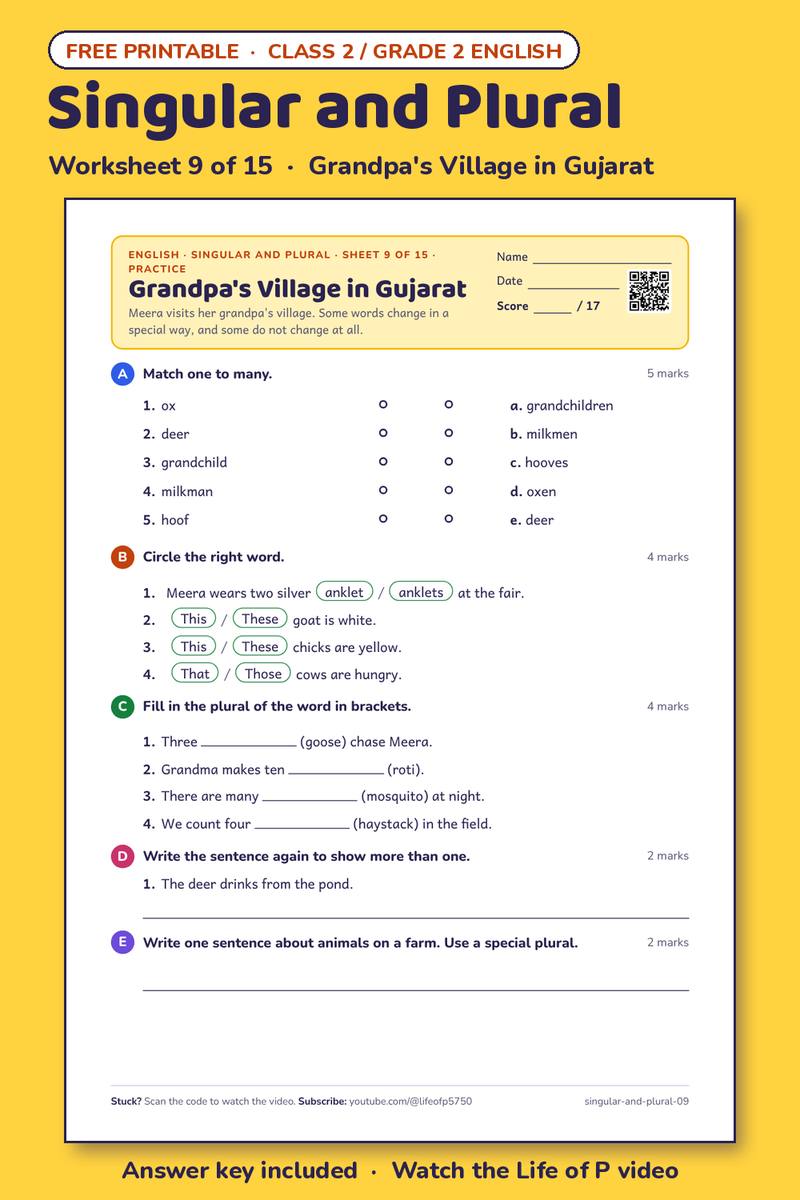 FREE PRINTABLE · CLASS 2 / GRADE 2 ENGLISH
Singular and Plural
Worksheet 9 of 15 · Grandpa's Village in Gujarat
ENGLISH · SINGULAR AND PLURAL · SHEET 9 OF 15 ·
PRACTICE
Grandpa's Village in Gujarat
Meera visits her grandpa's village. Some words change in a
special way, and some do not change at all.
Name
Date
Score / 17
A Match one to many. 5 marks
1. ox a. grandchildren
2. deer b. milkmen
3. grandchild c. hooves
4. milkman d. oxen
5. hoof e. deer
B Circle the right word. 4 marks
1. Meera wears two silver anklet / anklets at the fair.
2. This / These goat is white.
3. This / These chicks are yellow.
4. That / Those cows are hungry.
C Fill in the plural of the word in brackets. 4 marks
1. Three ____________ (goose) chase Meera.
2. Grandma makes ten ____________ (roti).
3. There are many ____________ (mosquito) at night.
4. We count four ____________ (haystack) in the field.
D Write the sentence again to show more than one. 2 marks
1. The deer drinks from the pond.
E Write one sentence about animals on a farm. Use a special plural. 2 marks
Stuck? Scan the code to watch the video. Subscribe: youtube.com/@lifeofp5750 singular-and-plural-09
Answer key included · Watch the Life of P video